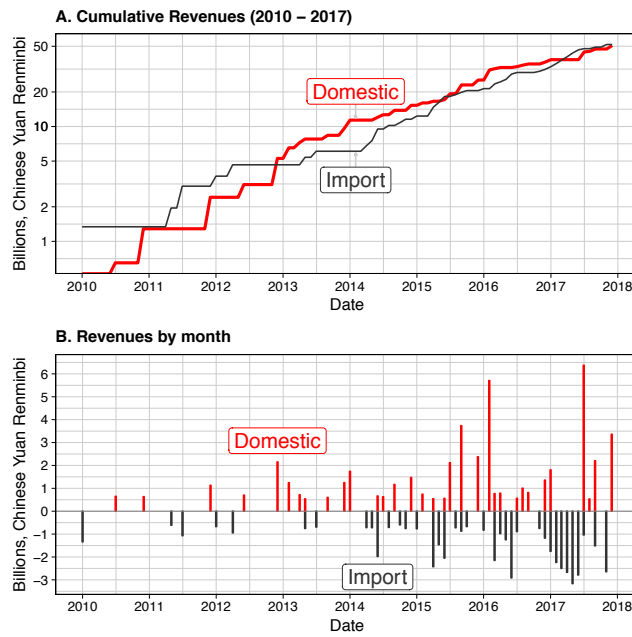 A. Cumulative Revenues (2010 − 2017)
Billions, Chinese Yuan Renminbi
50
20
10
5
2
1
Domestic
Import
2010 2011 2012 2013 2014 2015 2016 2017 2018
Date
B. Revenues by month
Billions, Chinese Yuan Renminbi
6
5
4
3
2
1
0
−1
−2
−3
Domestic
Import
2010 2011 2012 2013 2014 2015 2016 2017 2018
Date